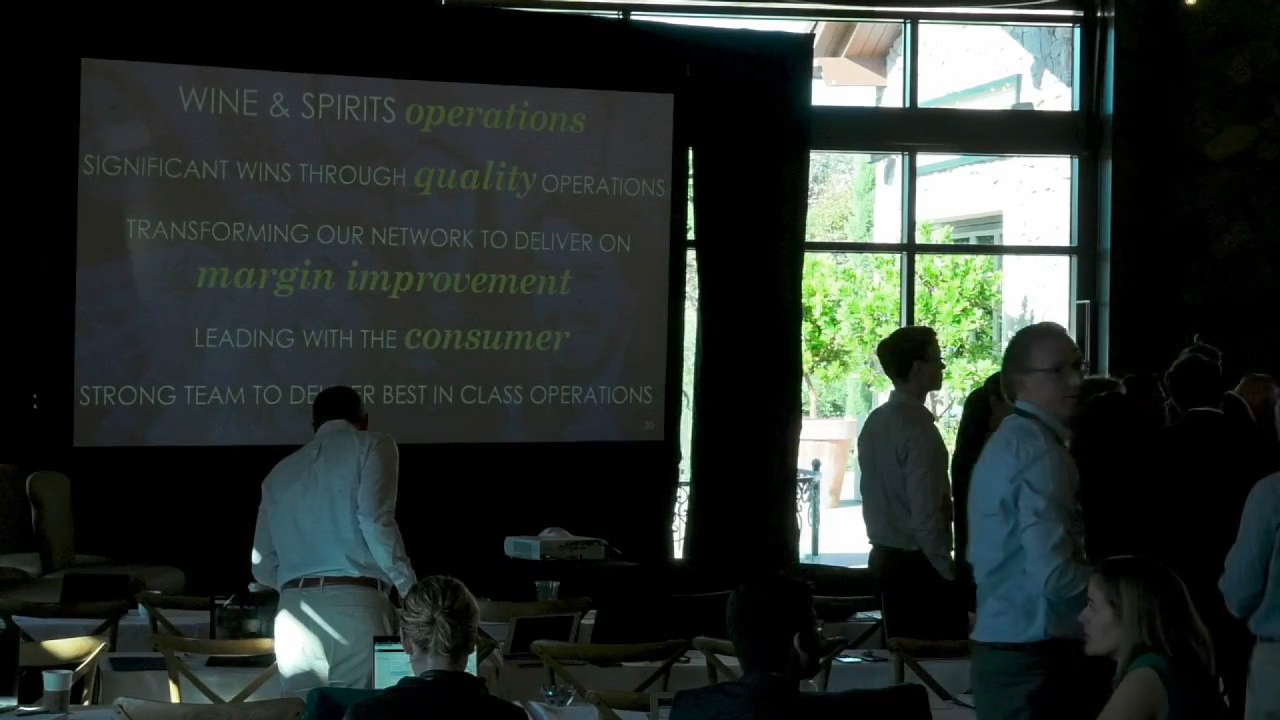 WINE & SPIRITS operations
SIGNIFICANT WINS THROUGH quality OPERATIONS
TRANSFORMING OUR NETWORK TO DELIVER ON
margin improvement
LEADING WITH THE consumer
STRONG TEAM TO DELIVER BEST IN CLASS OPERATIONS
20